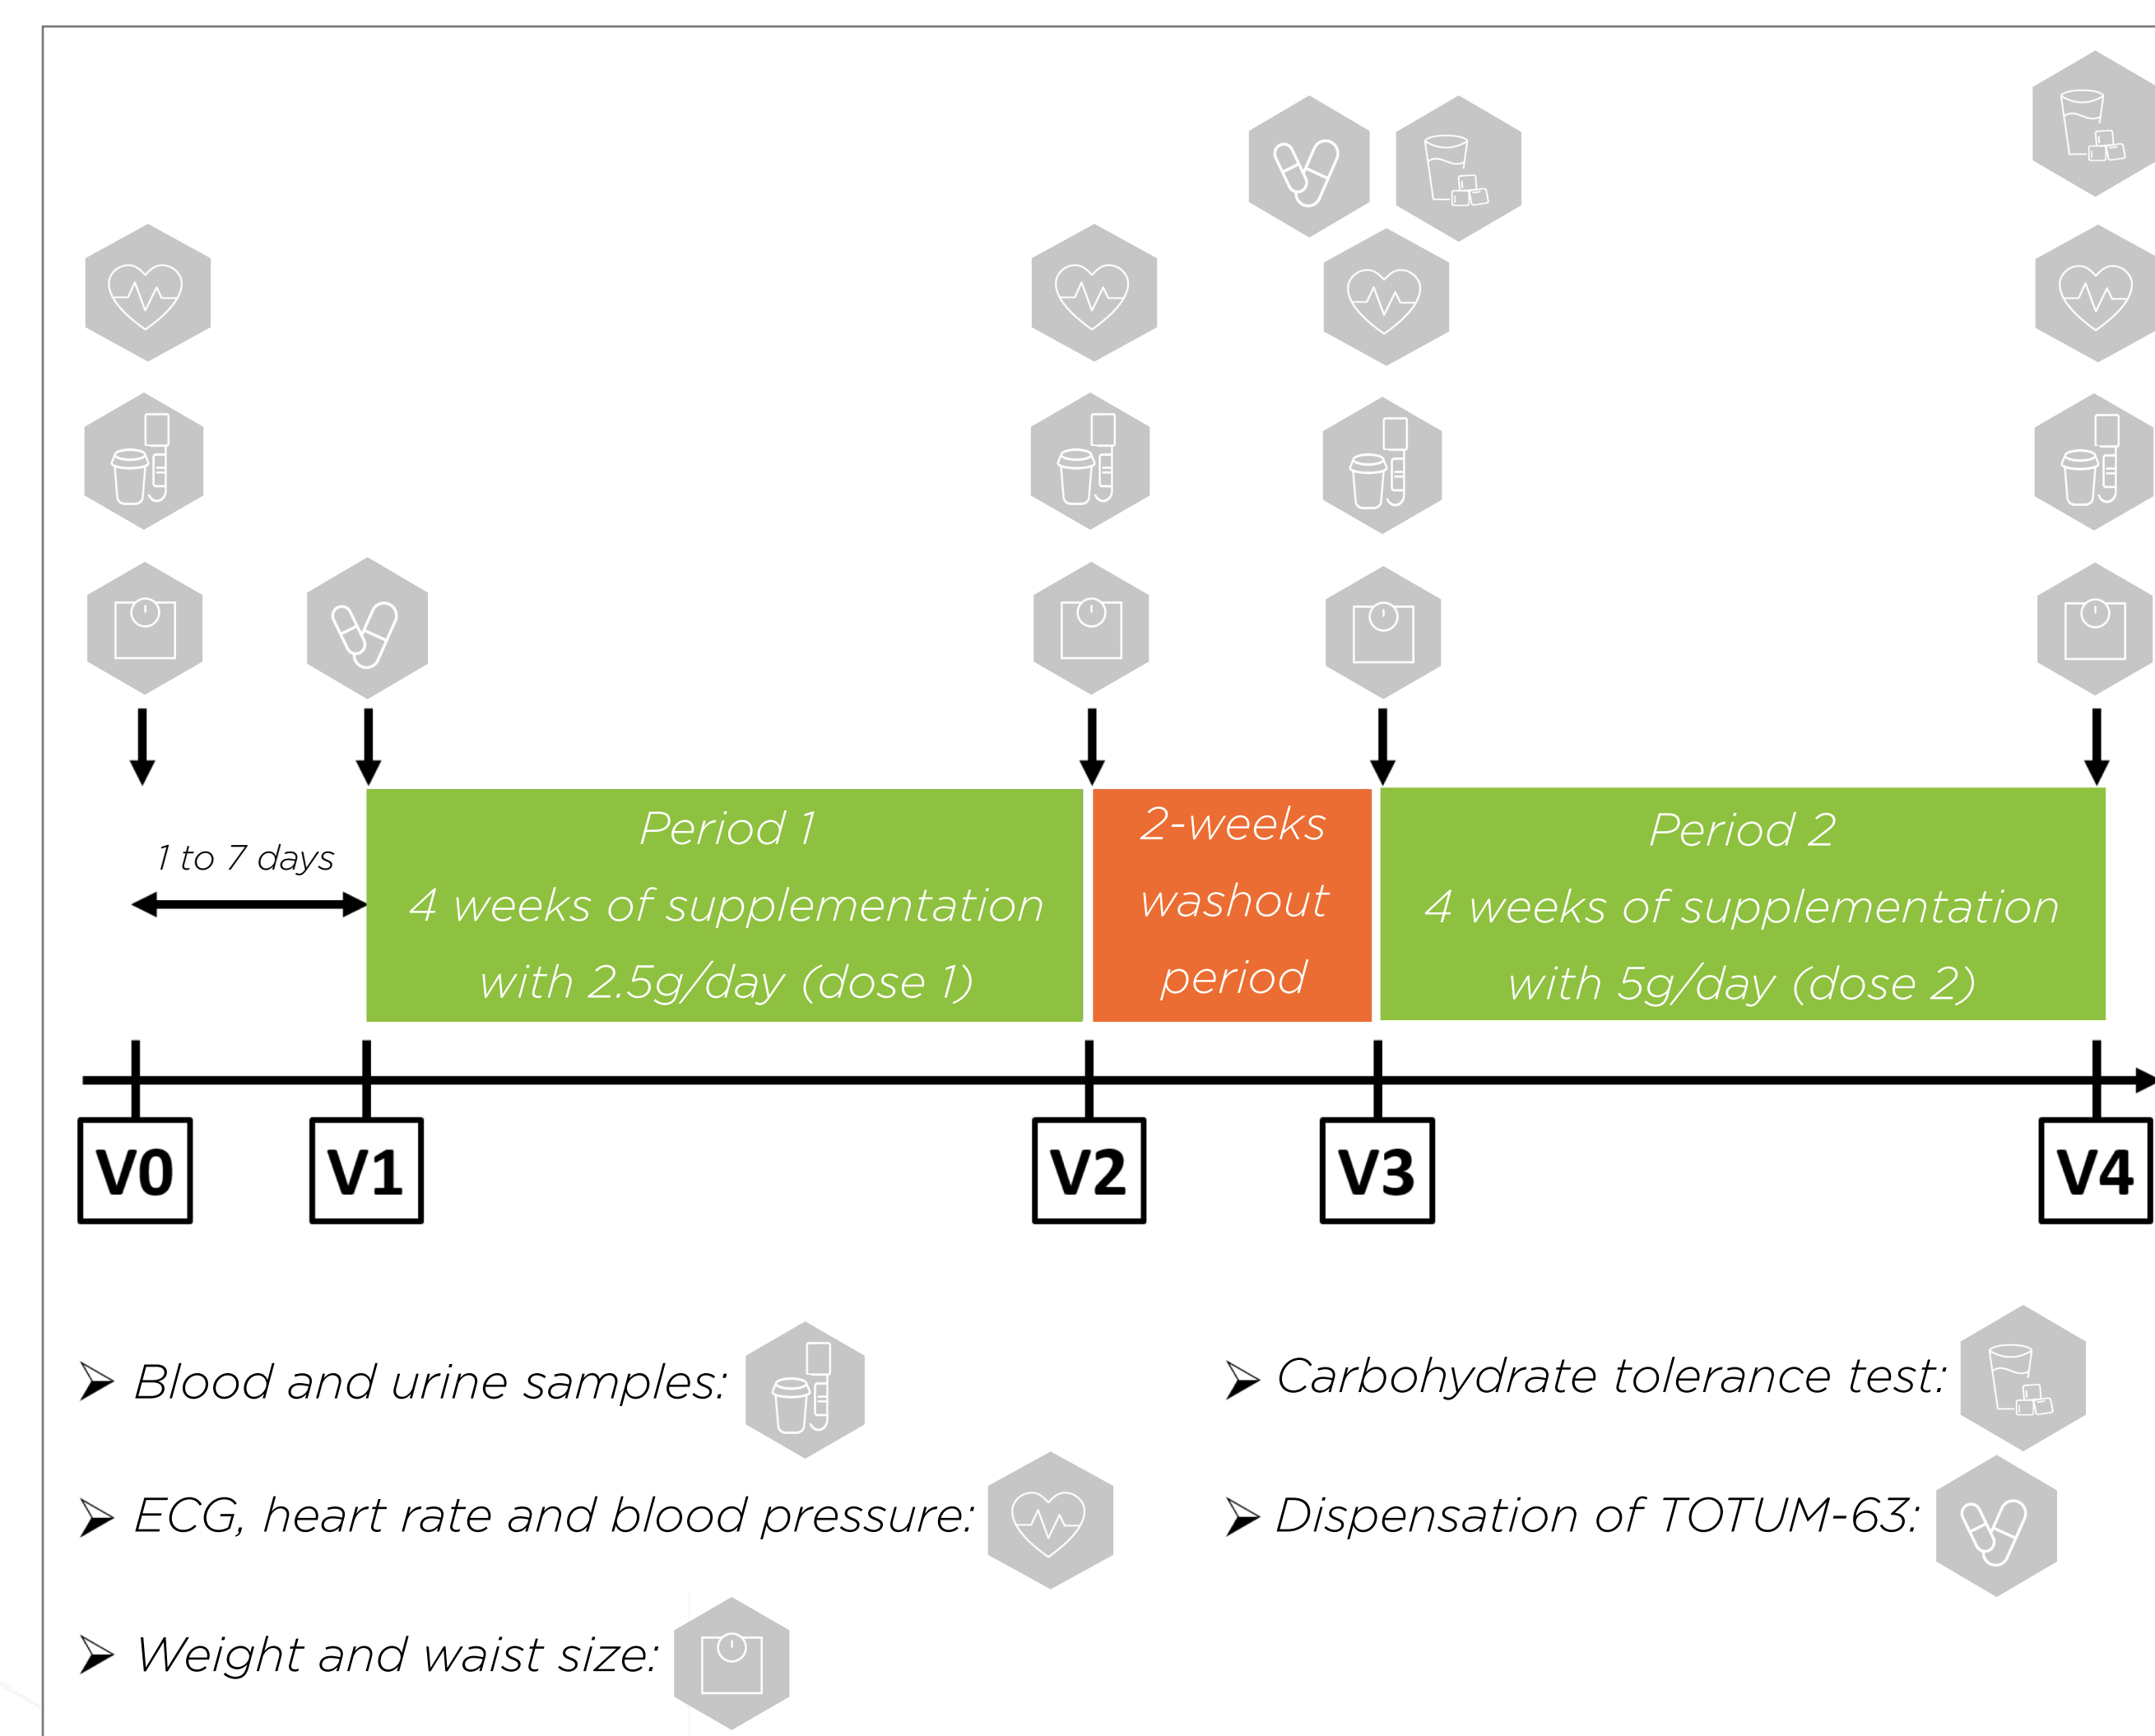 1 to 7 days
Period 1
4 weeks of supplementation
with 2.5g/day (dose 1)
2-weeks
washout
period
Period 2
4 weeks of supplementation
with 5g/day (dose 2)
V0
V1
V2
V3
V4
Blood and urine samples:
ECG, heart rate and blood pressure:
Weight and waist size:
Carbohydrate tolerance test:
Dispensation of TOTUM-63: